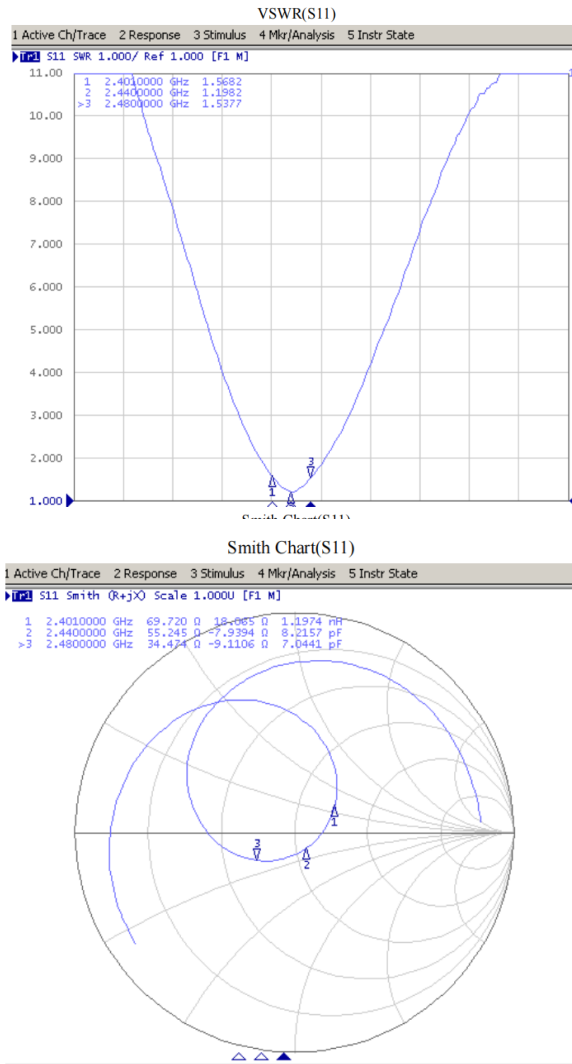 VSWR(S11)
1 Active Ch/Trace 2 Response 3 Stimulus 4 Mkr/Analysis 5 Instr State
Tr1 S11 SWR 1.000/ Ref 1.000 [F1 M]
11.00
1 2.4010000 GHz 1.5682
2 2.4400000 GHz 1.1982
>3 2.4800000 GHz 1.5377
10.00
9.000
8.000
7.000
6.000
5.000
4.000
3.000
2.000
3
1
1.000
Smith Chart(S11)
Smith Chart(S11)
1 Active Ch/Trace 2 Response 3 Stimulus 4 Mkr/Analysis 5 Instr State
Tr1 S11 Smith (R+jX) Scale 1.000U [F1 M]
1 2.4010000 GHz 69.720 Ω 18.065 Ω 1.1974 nH
2 2.4400000 GHz 55.245 Ω -7.9394 Ω 8.2157 pF
>3 2.4800000 GHz 34.474 Ω -9.1106 Ω 7.0441 pF
1
3
2